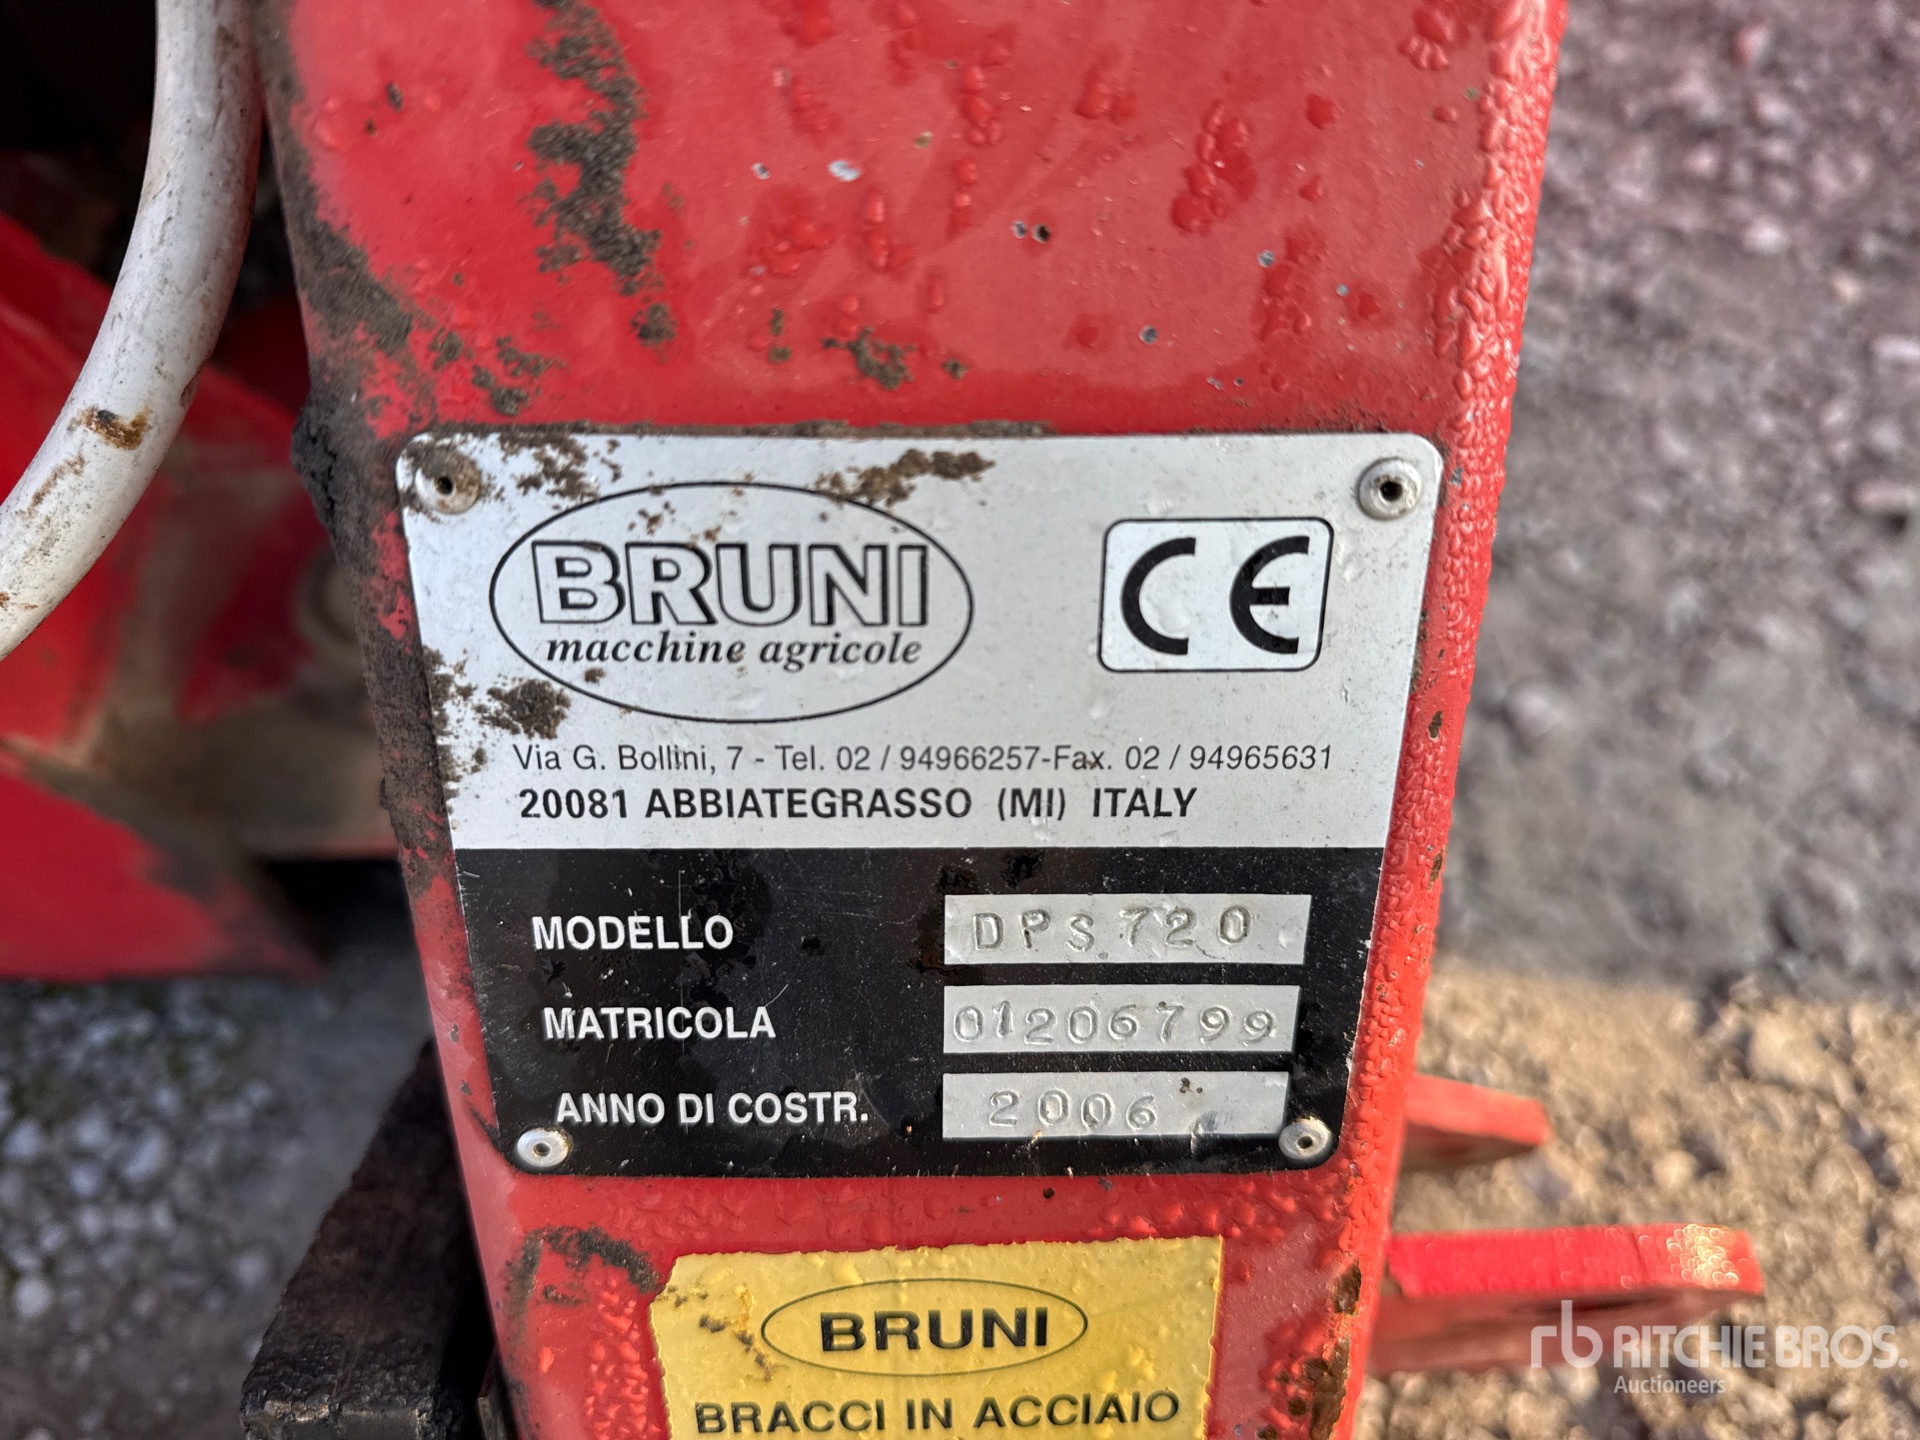 BRUNI
macchine agricole
CE
Via G. Bollini, 7 - Tel. 02 / 94966257-Fax. 02 / 94965631
20081 ABBIATEGRASSO (MI) ITALY
MODELLO DPS720
MATRICOLA 01206799
ANNO DI COSTR. 2006
BRUNI
BRACCI IN ACCIAIO
rb RITCHIE BROS.
Auctioneers